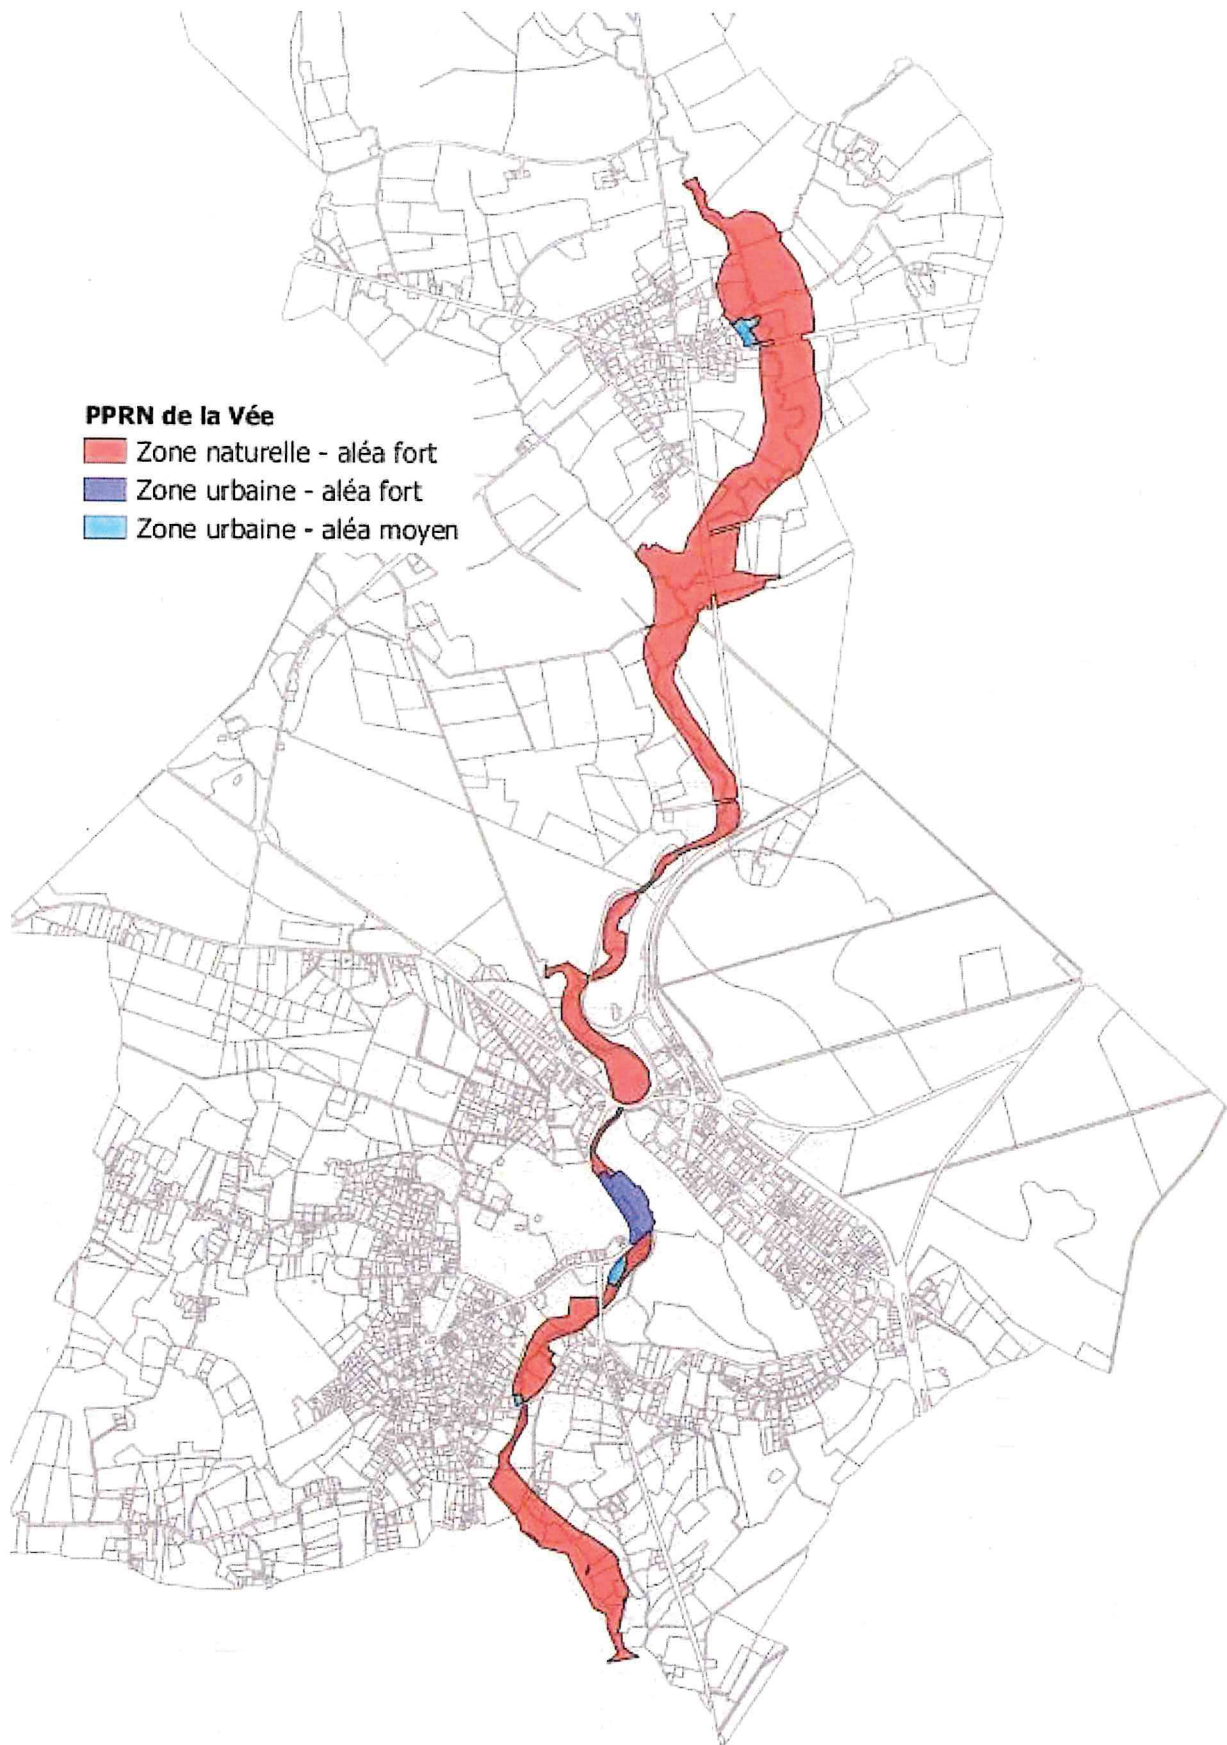 PPRN de la Vée
Zone naturelle - aléa fort
Zone urbaine - aléa fort
Zone urbaine - aléa moyen